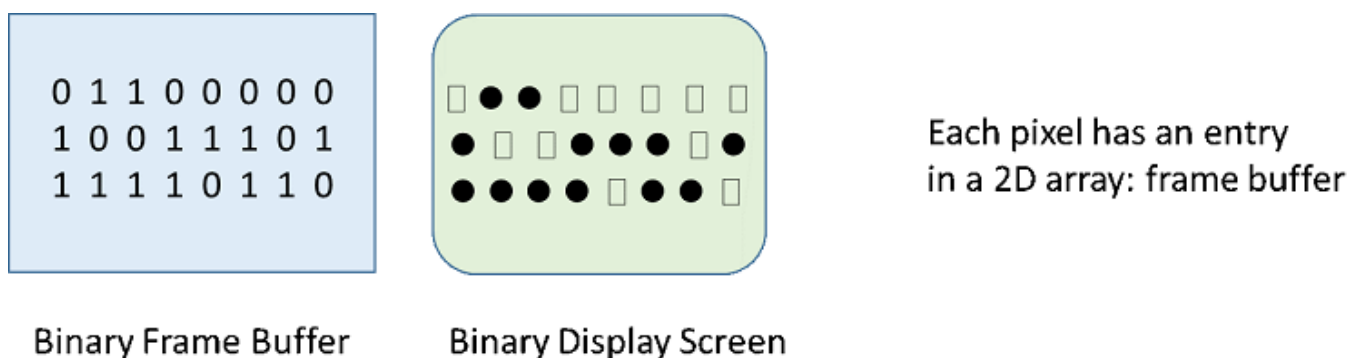 0 1 1 0 0 0 0 0
1 0 0 1 1 1 0 1
1 1 1 1 0 1 1 0
Binary Frame Buffer
Binary Display Screen
Each pixel has an entry
in a 2D array: frame buffer